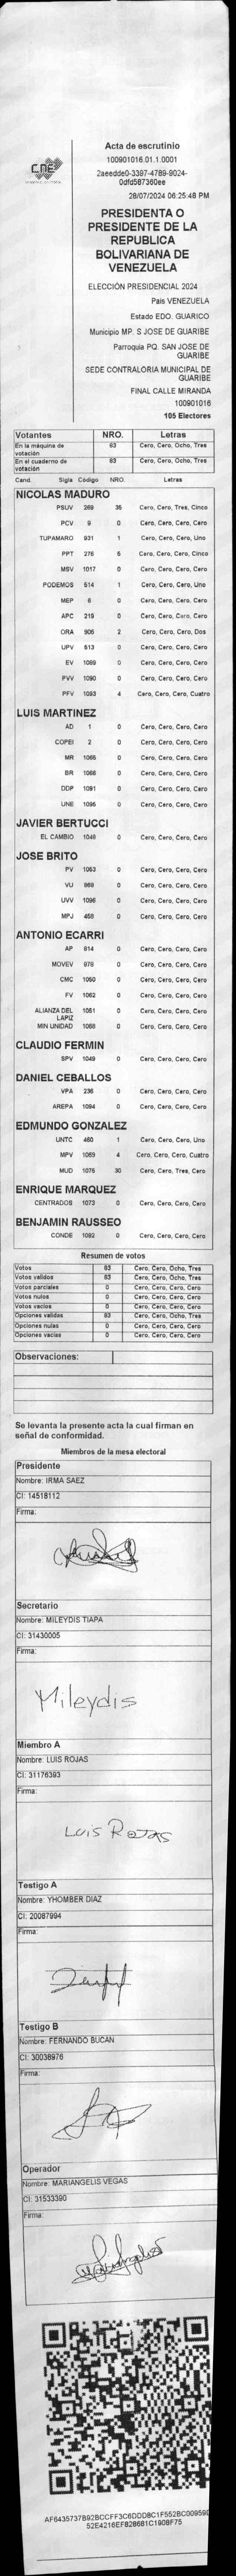 CNE
Acta de escrutinio
100901016.01.1.0001
2aeedde0-3397-4789-9024-
0dfd587360ee
28/07/2024 06:25:48 PM
PRESIDENTA O
PRESIDENTE DE LA
REPUBLICA
BOLIVARIANA DE
VENEZUELA
ELECCIÓN PRESIDENCIAL 2024
Pais VENEZUELA
Estado EDO. GUARICO
Municipio MP. S JOSE DE GUARIBE
Parroquia PQ. SAN JOSE DE
GUARIBE
SEDE CONTRALORIA MUNICIPAL DE
GUARIBE
FINAL CALLE MIRANDA
100901016
105 Electores
Votantes NRO. Letras
En la máquina de votación 83 Cero, Cero, Ocho, Tres
En el cuaderno de votación 83 Cero, Cero, Ocho, Tres
Cand. Sigla Código NRO. Letras
NICOLAS MADURO
PSUV 269 35 Cero, Cero, Tres, Cinco
PCV 9 0 Cero, Cero, Cero, Cero
TUPAMARO 931 1 Cero, Cero, Cero, Uno
PPT 276 5 Cero, Cero, Cero, Cinco
MSV 1017 0 Cero, Cero, Cero, Cero
PODEMOS 514 1 Cero, Cero, Cero, Uno
MEP 6 0 Cero, Cero, Cero, Cero
APC 219 0 Cero, Cero, Cero, Cero
ORA 906 2 Cero, Cero, Cero, Dos
UPV 513 0 Cero, Cero, Cero, Cero
EV 1089 0 Cero, Cero, Cero, Cero
PVV 1090 0 Cero, Cero, Cero, Cero
PFV 1093 4 Cero, Cero, Cero, Cuatro
LUIS MARTINEZ
AD 1 0 Cero, Cero, Cero, Cero
COPEI 2 0 Cero, Cero, Cero, Cero
MR 1065 0 Cero, Cero, Cero, Cero
BR 1066 0 Cero, Cero, Cero, Cero
DDP 1091 0 Cero, Cero, Cero, Cero
UNE 1095 0 Cero, Cero, Cero, Cero
JAVIER BERTUCCI
EL CAMBIO 1046 0 Cero, Cero, Cero, Cero
JOSE BRITO
PV 1053 0 Cero, Cero, Cero, Cero
VU 869 0 Cero, Cero, Cero, Cero
UVV 1096 0 Cero, Cero, Cero, Cero
MPJ 458 0 Cero, Cero, Cero, Cero
ANTONIO ECARRI
AP 814 0 Cero, Cero, Cero, Cero
MOVEV 978 0 Cero, Cero, Cero, Cero
CMC 1050 0 Cero, Cero, Cero, Cero
FV 1062 0 Cero, Cero, Cero, Cero
ALIANZA DEL LAPIZ 1051 0 Cero, Cero, Cero, Cero
MIN UNIDAD 1088 0 Cero, Cero, Cero, Cero
CLAUDIO FERMIN
SPV 1049 0 Cero, Cero, Cero, Cero
DANIEL CEBALLOS
VPA 236 0 Cero, Cero, Cero, Cero
AREPA 1094 0 Cero, Cero, Cero, Cero
EDMUNDO GONZALEZ
UNTC 460 1 Cero, Cero, Cero, Uno
MPV 1069 4 Cero, Cero, Cero, Cuatro
MUD 1075 30 Cero, Cero, Tres, Cero
ENRIQUE MARQUEZ
CENTRADOS 1073 0 Cero, Cero, Cero, Cero
BENJAMIN RAUSSEO
CONDE 1082 0 Cero, Cero, Cero, Cero
Resumen de votos
Votos 83 Cero, Cero, Ocho, Tres
Votos validos 83 Cero, Cero, Ocho, Tres
Votos parciales 0 Cero, Cero, Cero, Cero
Votos nulos 0 Cero, Cero, Cero, Cero
Votos vacios 0 Cero, Cero, Cero, Cero
Opciones validas 83 Cero, Cero, Ocho, Tres
Opciones nulas 0 Cero, Cero, Cero, Cero
Opciones vacias 0 Cero, Cero, Cero, Cero
Observaciones:
Se levanta la presente acta la cual firman en
señal de conformidad.
Miembros de la mesa electoral
Presidente
Nombre: IRMA SAEZ
CI: 14518112
Firma:
Secretario
Nombre: MILEYDIS TIAPA
CI: 31430005
Firma:
Mileydis
Miembro A
Nombre: LUIS ROJAS
CI: 31176393
Firma:
LUIS ROJAS
Testigo A
Nombre: YHOMBER DIAZ
CI: 20087994
Firma:
Testigo B
Nombre: FERNANDO BUCAN
CI: 30038976
Firma:
Operador
Nombre: MARIANGELIS VEGAS
CI: 31533390
Firma:
AF6435737B92BCCFF3C6DDD8C1F552BC009590
52E4216EF828681C1908F75